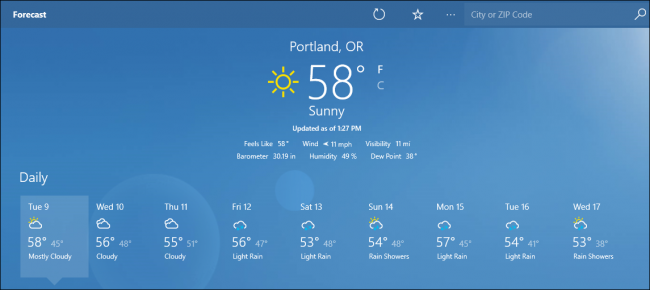 Forecast
City or ZIP Code
Portland, OR
58° F
C
Sunny
Updated as of 1:27 PM
Feels Like 58° Wind 11 mph Visibility 11 mi
Barometer 30.19 in Humidity 49 % Dew Point 38°
Daily
Tue 9 Wed 10 Thu 11 Fri 12 Sat 13 Sun 14 Mon 15 Tue 16 Wed 17
58° 45° 56° 48° 55° 51° 56° 47° 53° 48° 54° 48° 57° 45° 54° 41° 53° 38°
Mostly Cloudy Cloudy Cloudy Light Rain Light Rain Rain Showers Light Rain Light Rain Rain Showers